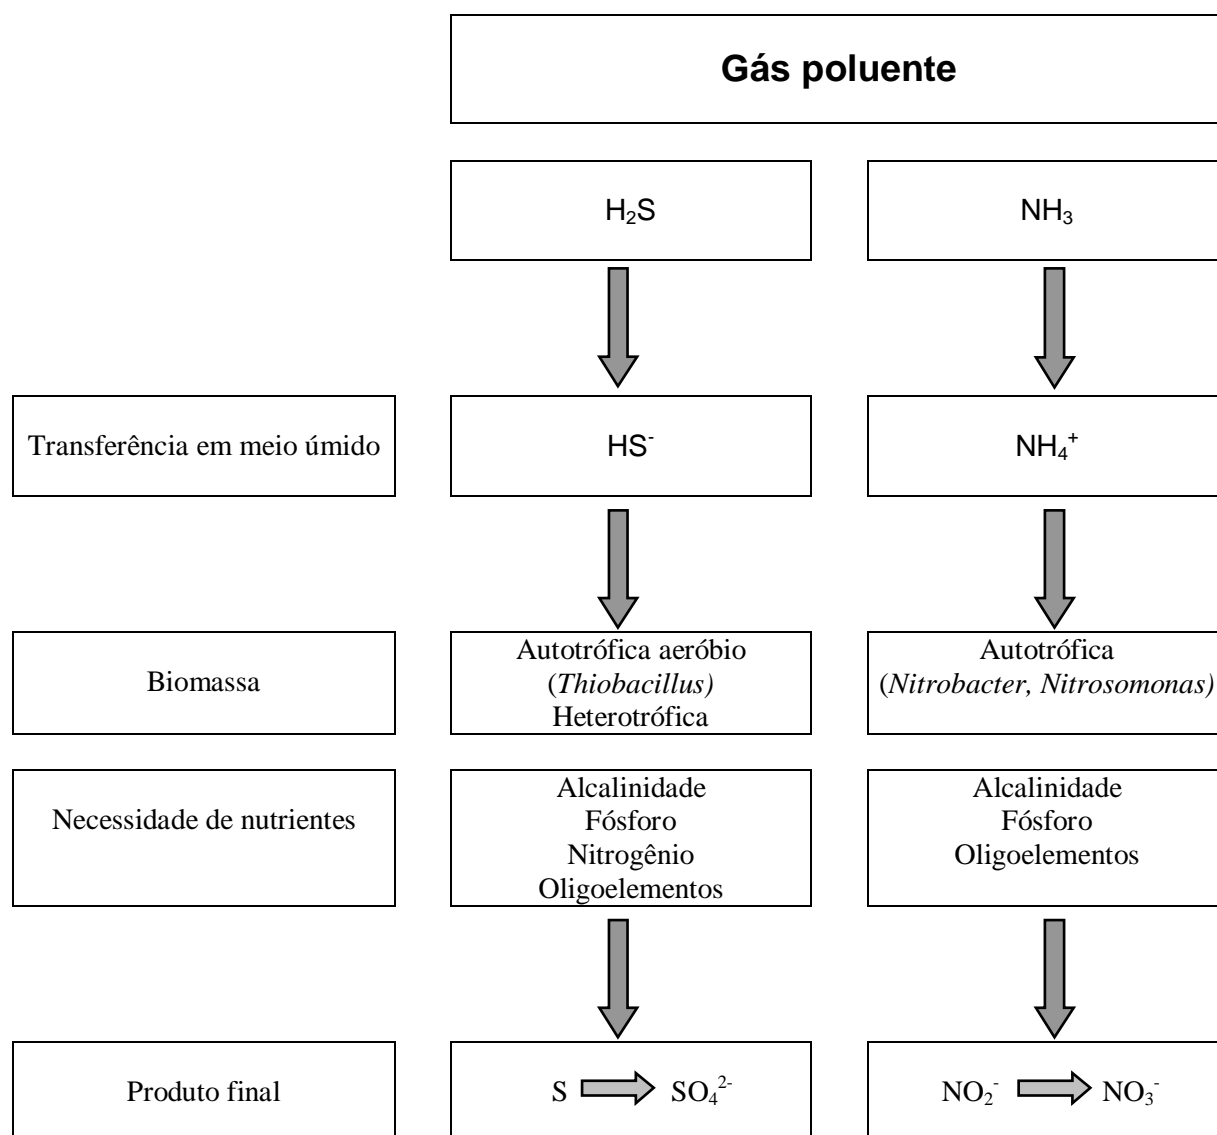 Gás poluente
H₂S
NH₃
Transferência em meio úmido
HS⁻
NH₄⁺
Biomassa
Autotrófica aeróbio
(Thiobacillus)
Heterotrófica
Autotrófica
(Nitrobacter, Nitrosomonas)
Necessidade de nutrientes
Alcalinidade
Fósforo
Nitrogênio
Oligoelementos
Alcalinidade
Fósforo
Oligoelementos
Produto final
S SO₄²⁻
NO₂⁻ NO₃⁻